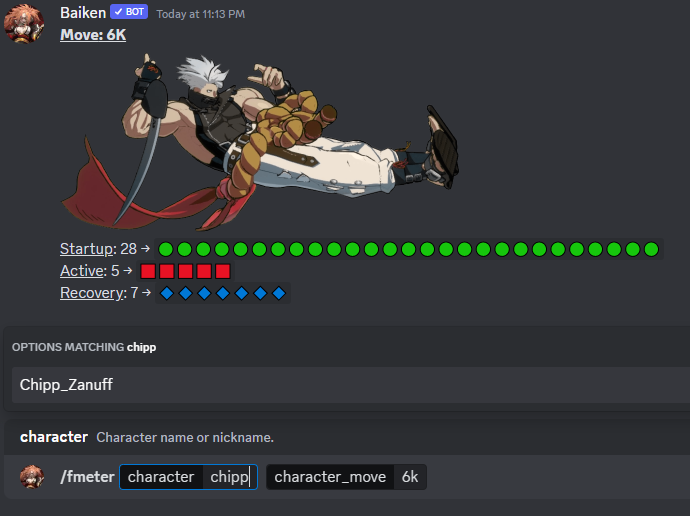 Baiken ✓ BOT Today at 11:13 PM
Move: 6K
Startup: 28 →
Active: 5 →
Recovery: 7 →
OPTIONS MATCHING chipp
Chipp_Zanuff
character Character name or nickname.
/fmeter character chipp character_move 6k